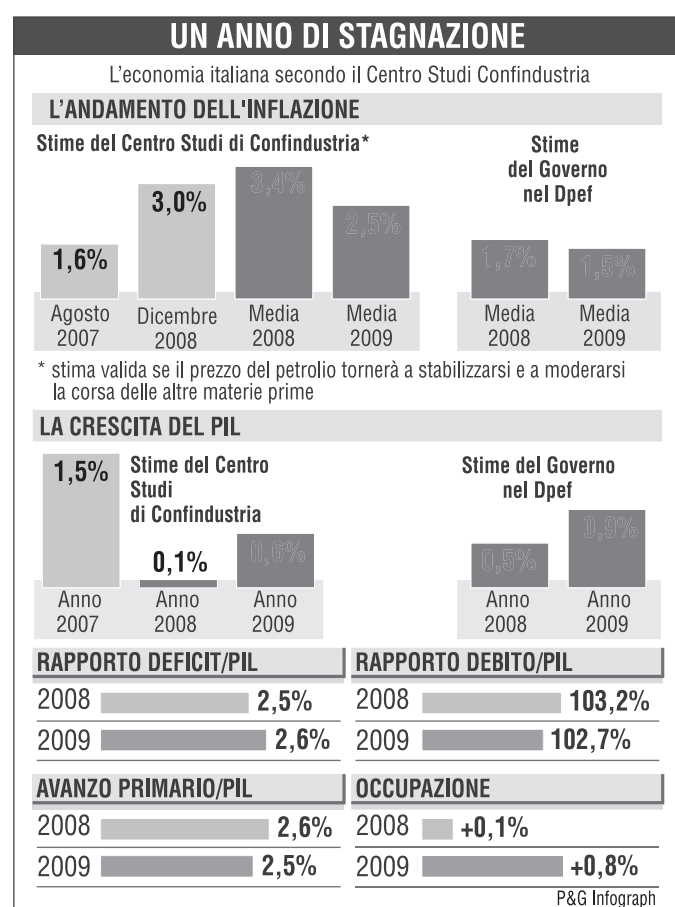 UN ANNO DI STAGNAZIONE
L'economia italiana secondo il Centro Studi Confindustria
L'ANDAMENTO DELL'INFLAZIONE
Stime del Centro Studi di Confindustria*
1,6%
3,0%
3,4%
2,5%
Agosto 2007
Dicembre 2008
Media 2008
Media 2009
Stime
del Governo
nel Dpef
1,7%
1,5%
Media 2008
Media 2009
* stima valida se il prezzo del petrolio tornerà a stabilizzarsi e a moderarsi
la corsa delle altre materie prime
LA CRESCITA DEL PIL
Stime del Centro
Studi
di Confindustria
1,5%
0,1%
0,6%
Anno 2007
Anno 2008
Anno 2009
Stime del Governo
nel Dpef
0,5%
0,9%
Anno 2008
Anno 2009
RAPPORTO DEFICIT/PIL
2008 2,5%
2009 2,6%
RAPPORTO DEBITO/PIL
2008 103,2%
2009 102,7%
AVANZO PRIMARIO/PIL
2008 2,6%
2009 2,5%
OCCUPAZIONE
2008 +0,1%
2009 +0,8%
P&G Infograph